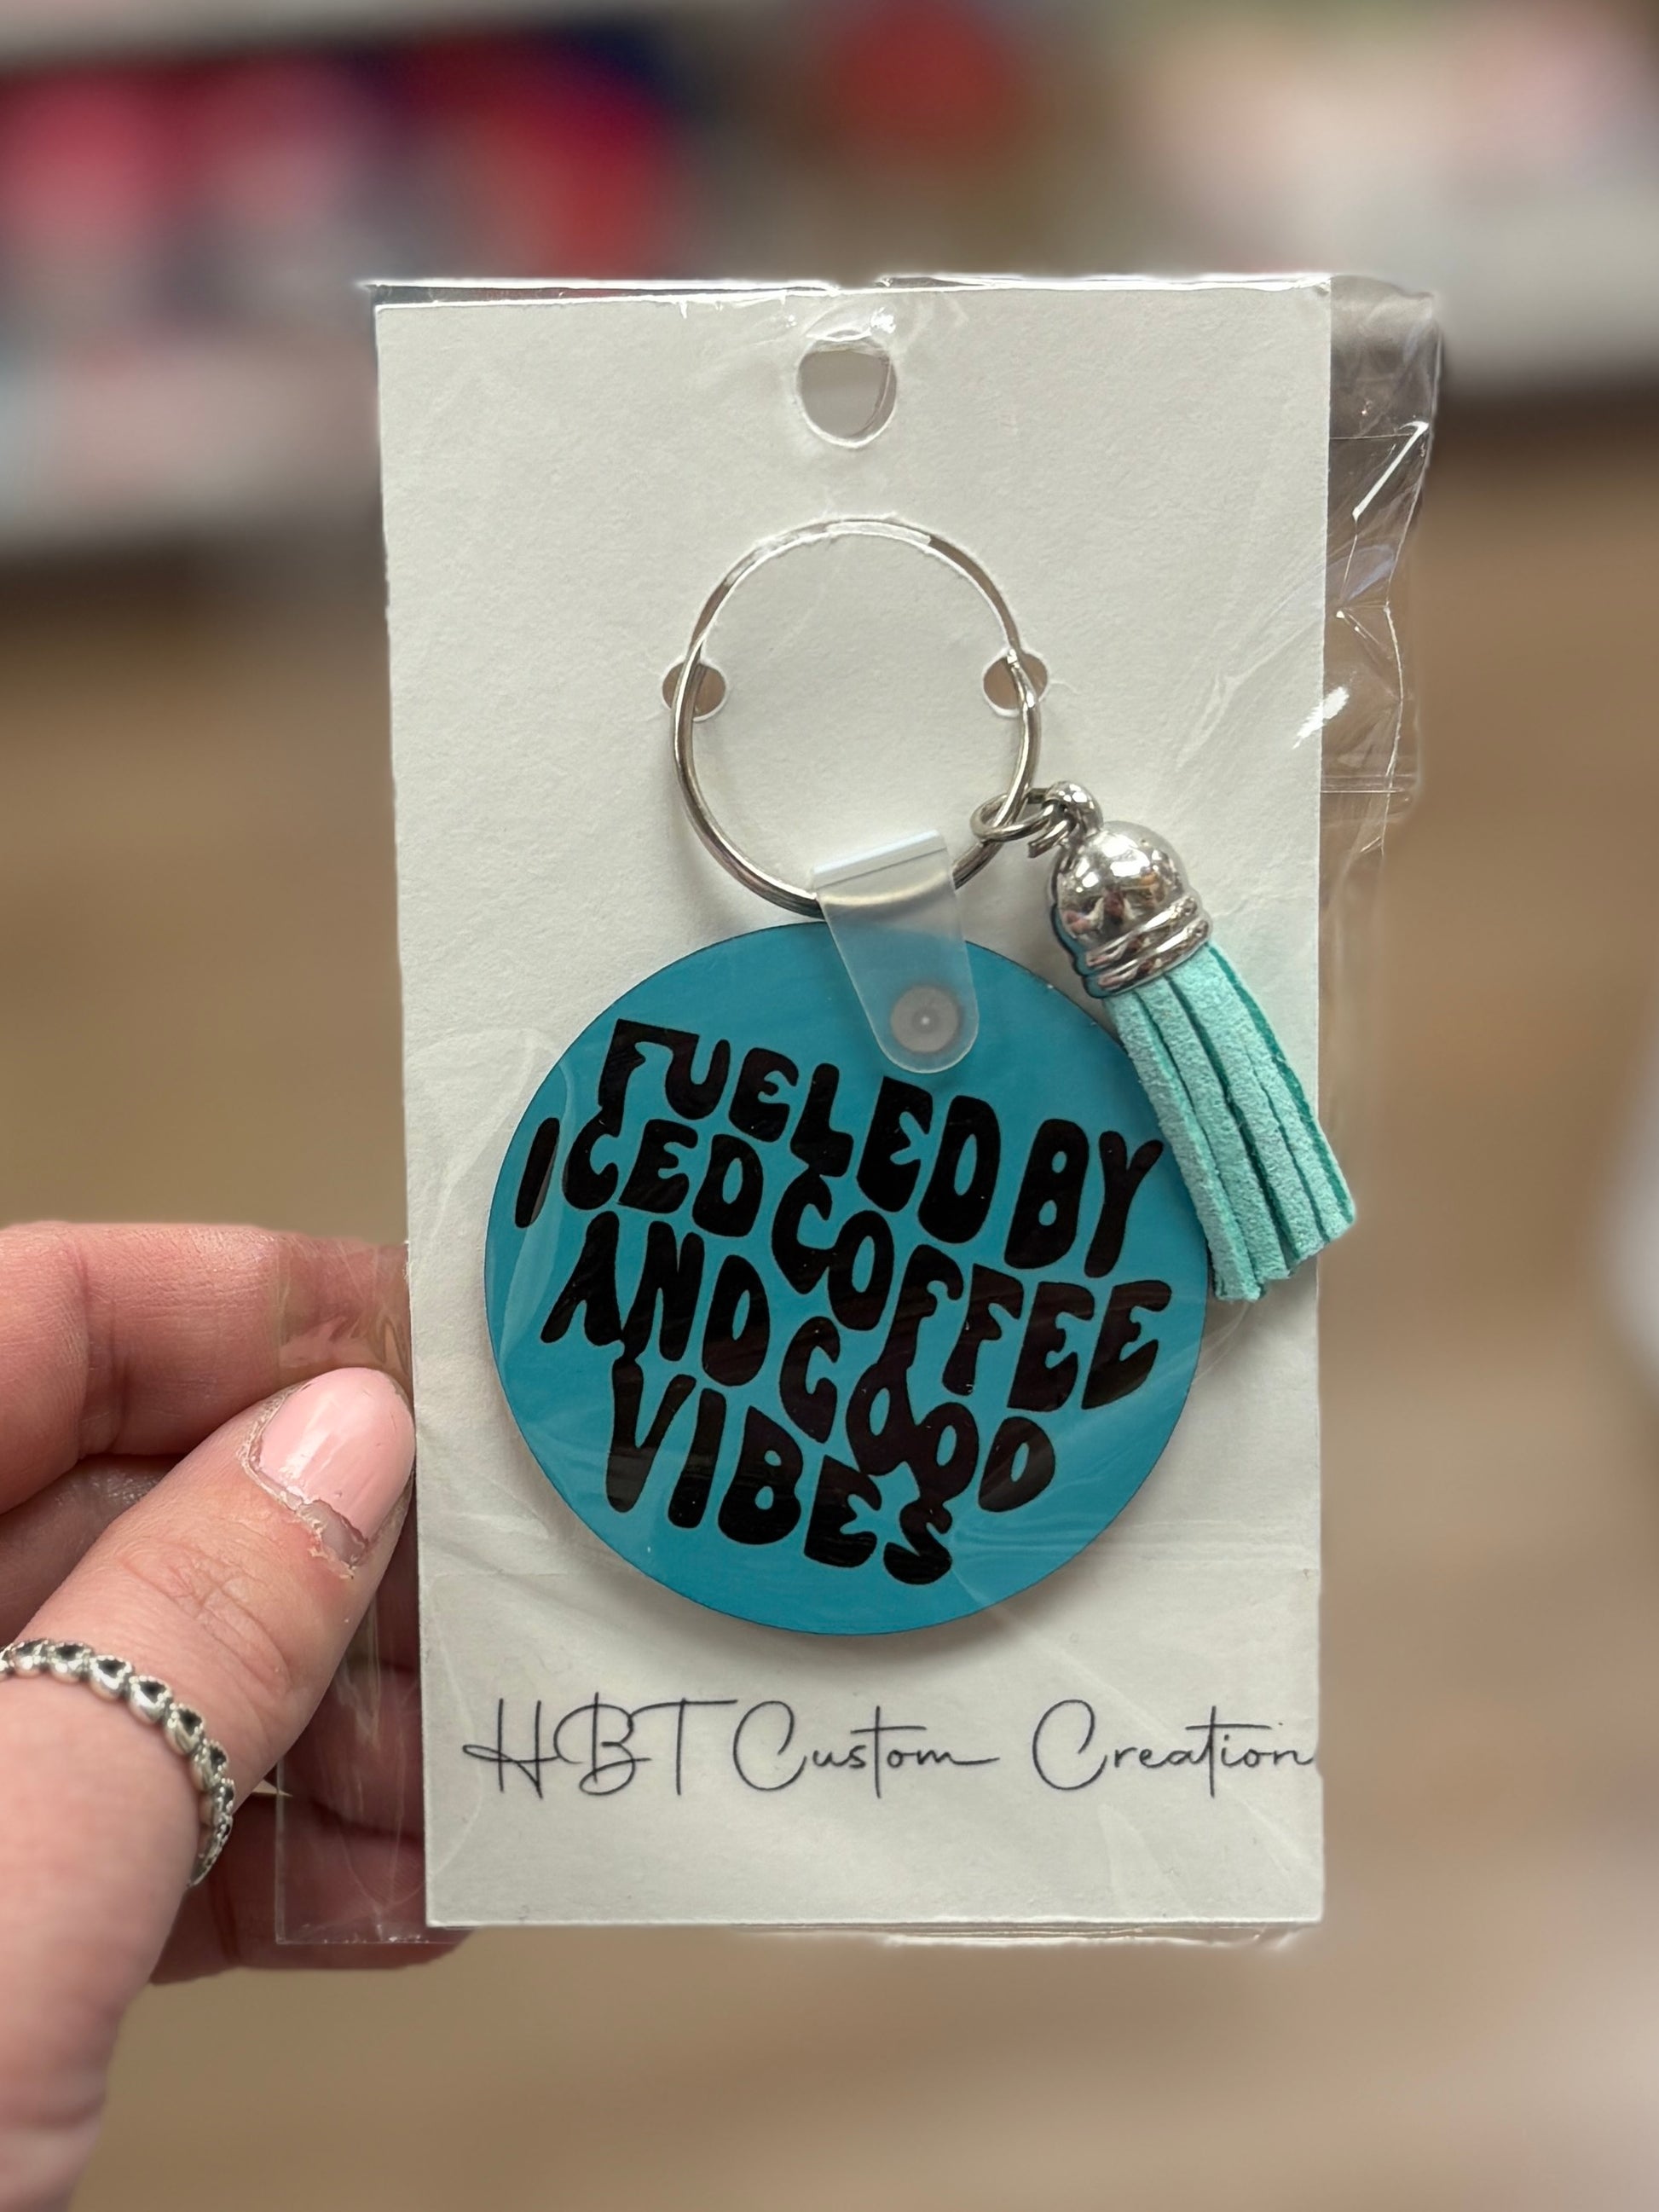 FUELED BY
ICED COFFEE
AND GOOD
VIBES
HBT Custom Creation